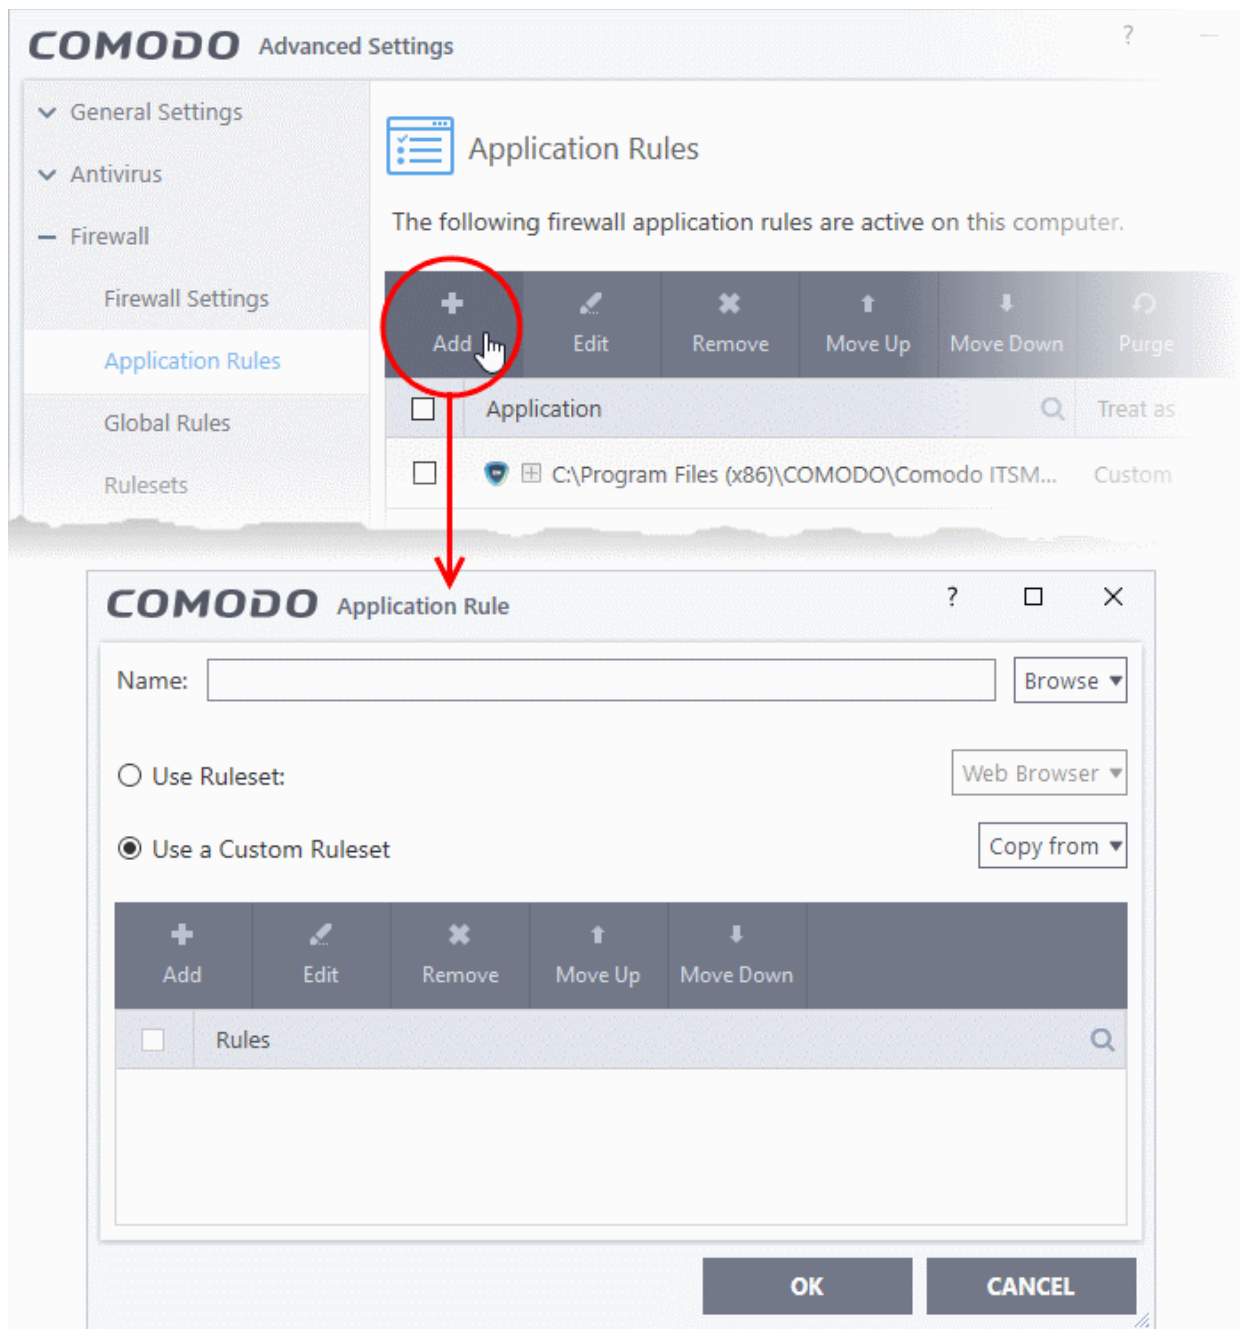 COMODO Advanced Settings ?
General Settings
Antivirus
Firewall
Firewall Settings
Application Rules
Global Rules
Rulesets
Application Rules
The following firewall application rules are active on this computer.
Add Edit Remove Move Up Move Down Purge
Application Treat as
C:\Program Files (x86)\COMODO\Comodo ITSM... Custom
COMODO Application Rule ?
Name: Browse
Use Ruleset: Web Browser
Use a Custom Ruleset Copy from
Add Edit Remove Move Up Move Down
Rules
OK CANCEL